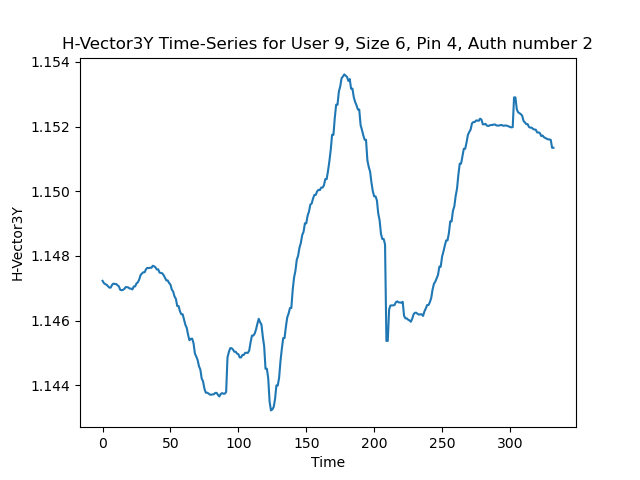 H-Vector3Y Time-Series for User 9, Size 6, Pin 4, Auth number 2
1.154
1.152
1.150
1.148
1.146
1.144
H-Vector3Y
0 50 100 150 200 250 300
Time